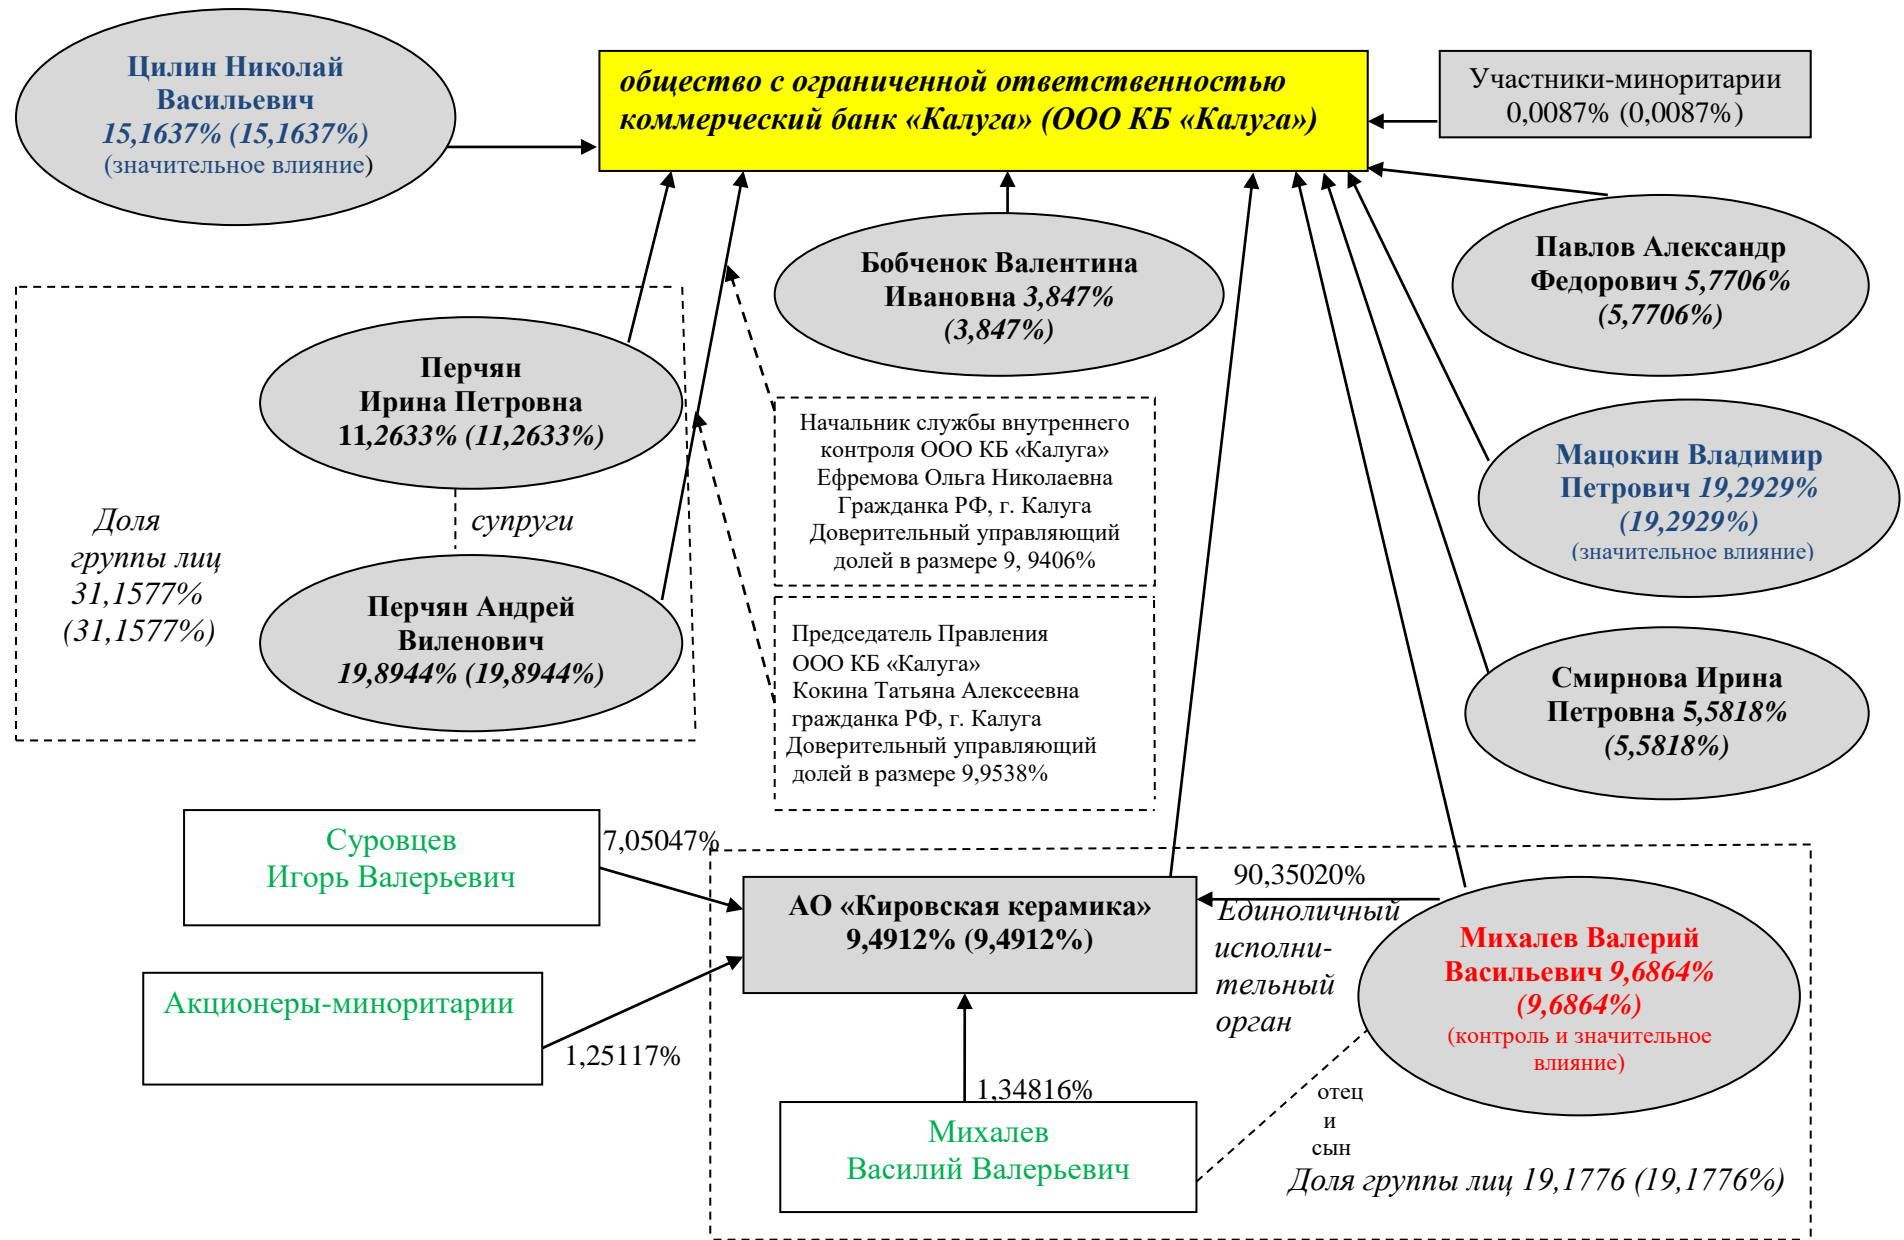 Цилин Николай
Васильевич
15,1637% (15,1637%)
(значительное влияние)
общество с ограниченной ответственностью
коммерческий банк «Калуга» (ООО КБ «Калуга»)
Участники-миноритарии
0,0087% (0,0087%)
Бобченок Валентина
Ивановна 3,847%
(3,847%)
Павлов Александр
Федорович 5,7706%
(5,7706%)
Перчян
Ирина Петровна
11,2633% (11,2633%)
супруги
Доля
группы лиц
31,1577%
(31,1577%)
Перчян Андрей
Виленович
19,8944% (19,8944%)
Начальник службы внутреннего
контроля ООО КБ «Калуга»
Ефремова Ольга Николаевна
Гражданка РФ, г. Калуга
Доверительный управляющий
долей в размере 9, 9406%
Председатель Правления
ООО КБ «Калуга»
Кокина Татьяна Алексеевна
гражданка РФ, г. Калуга
Доверительный управляющий
долей в размере 9,9538%
Мацокин Владимир
Петрович 19,2929%
(19,2929%)
(значительное влияние)
Смирнова Ирина
Петровна 5,5818%
(5,5818%)
Суровцев
Игорь Валерьевич
7,05047%
АО «Кировская керамика»
9,4912% (9,4912%)
90,35020%
Единоличный
исполни-
тельный
орган
Михалев Валерий
Васильевич 9,6864%
(9,6864%)
(контроль и значительное
влияние)
Акционеры-миноритарии
1,25117%
1,34816%
Михалев
Василий Валерьевич
отец
и
сын
Доля группы лиц 19,1776 (19,1776%)